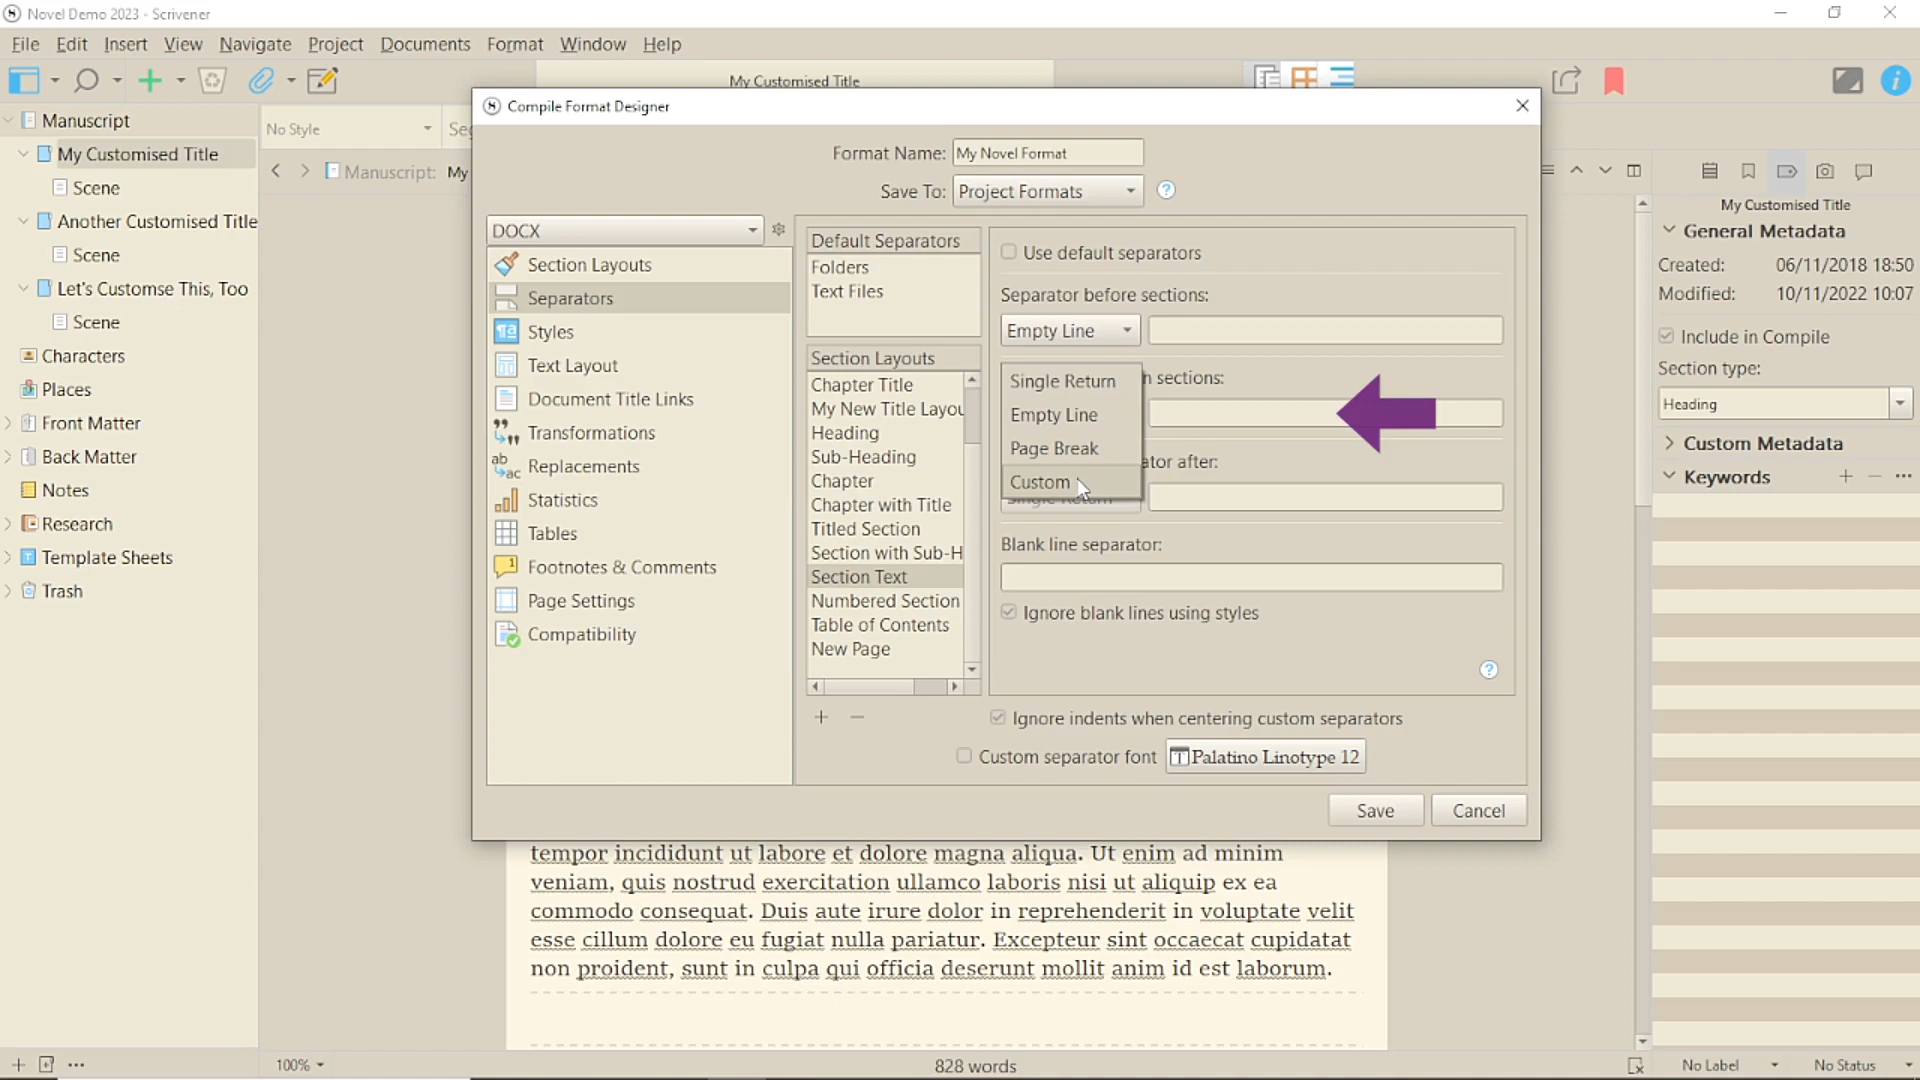 Novel Demo 2023 - Scrivener
File Edit Insert View Navigate Project Documents Format Window Help
My Customised Title
Manuscript
My Customised Title
Scene
Another Customised Title
Scene
Let's Customse This, Too
Scene
Characters
Places
Front Matter
Back Matter
Notes
Research
Template Sheets
Trash
No Style
Manuscript: My
Compile Format Designer
Format Name: My Novel Format
Save To: Project Formats
DOCX
Section Layouts
Separators
Styles
Text Layout
Document Title Links
Transformations
Replacements
Statistics
Tables
Footnotes & Comments
Page Settings
Compatibility
Default Separators
Folders
Text Files
Section Layouts
Chapter Title
My New Title Layou
Heading
Sub-Heading
Chapter
Chapter with Title
Titled Section
Section with Sub-H
Section Text
Numbered Section
Table of Contents
New Page
Use default separators
Separator before sections:
Empty Line
n sections:
Single Return
Empty Line
Page Break
Custom
tor after:
Single Return
Blank line separator:
Ignore blank lines using styles
Ignore indents when centering custom separators
Custom separator font Palatino Linotype 12
Save Cancel
tempor incididunt ut labore et dolore magna aliqua. Ut enim ad minim
veniam, quis nostrud exercitation ullamco laboris nisi ut aliquip ex ea
commodo consequat. Duis aute irure dolor in reprehenderit in voluptate velit
esse cillum dolore eu fugiat nulla pariatur. Excepteur sint occaecat cupidatat
non proident, sunt in culpa qui officia deserunt mollit anim id est laborum.
My Customised Title
General Metadata
Created: 06/11/2018 18:50
Modified: 10/11/2022 10:07
Include in Compile
Section type:
Heading
Custom Metadata
Keywords
100%
828 words
No Label
No Status